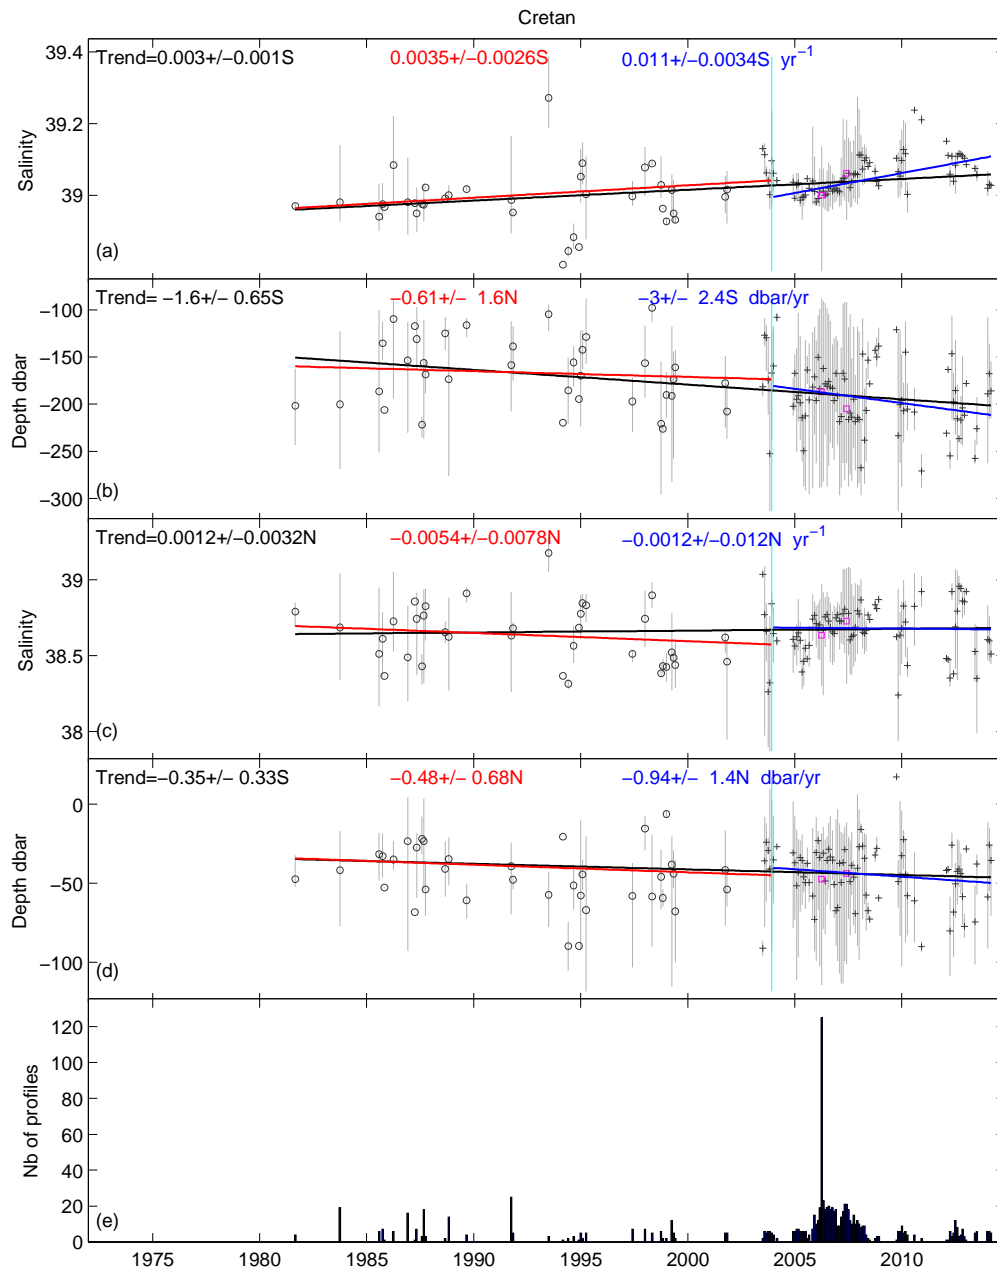 Cretan
Trend=0.003+/−0.001S 0.0035+/−0.0026S 0.011+/−0.0034S yr−1
39.4
39.2
39
Salinity
(a)
Trend= −1.6+/− 0.65S −0.61+/− 1.6N −3+/− 2.4S dbar/yr
−100
−150
−200
−250
−300
Depth dbar
(b)
Trend=0.0012+/−0.0032N −0.0054+/−0.0078N −0.0012+/−0.012N yr−1
39
38.5
38
Salinity
(c)
Trend=−0.35+/− 0.33S −0.48+/− 0.68N −0.94+/− 1.4N dbar/yr
0
−50
−100
Depth dbar
(d)
120
100
80
60
40
20
0
Nb of profiles
(e)
1975 1980 1985 1990 1995 2000 2005 2010